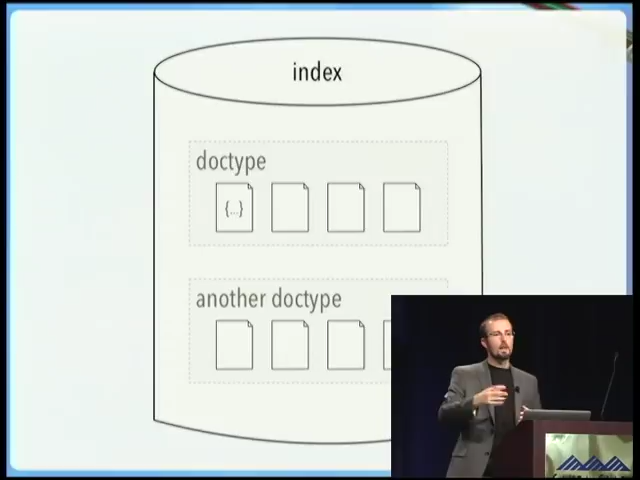 index
doctype
{...}
another doctype